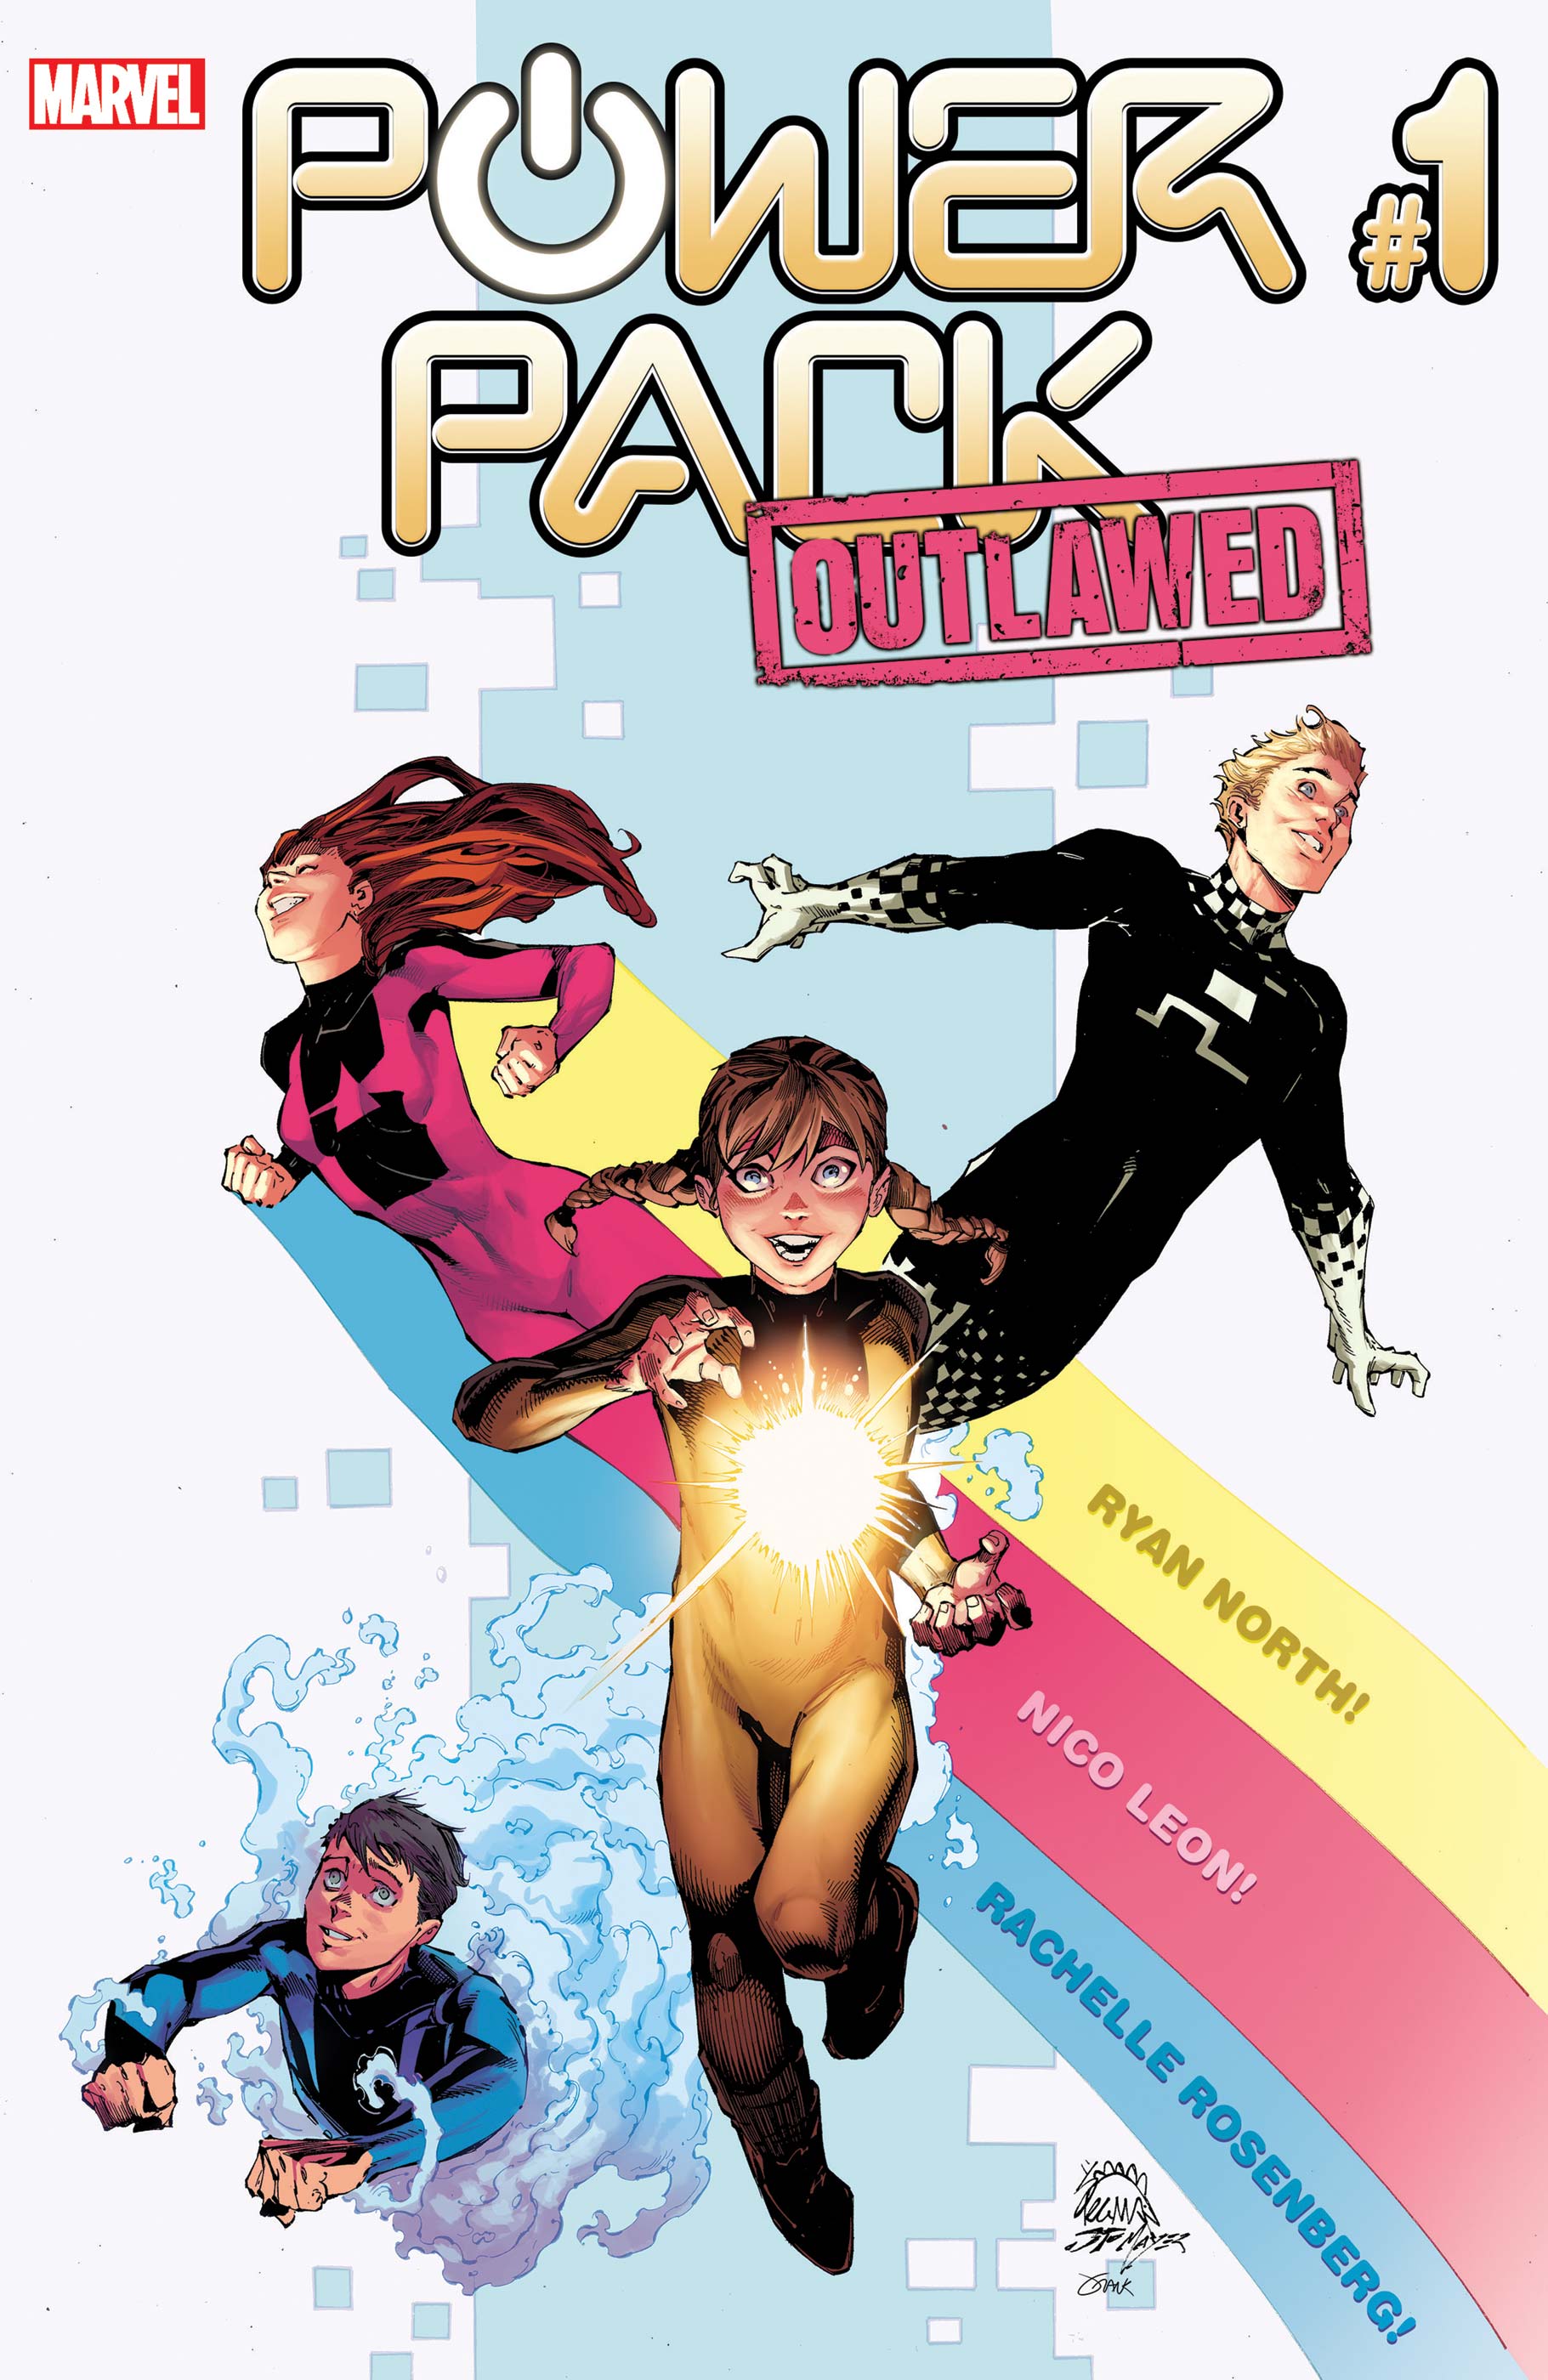 MARVEL
POWER #1
PACK
OUTLAWED
RYAN NORTH!
NICO LEON!
RACHELLE ROSENBERG!